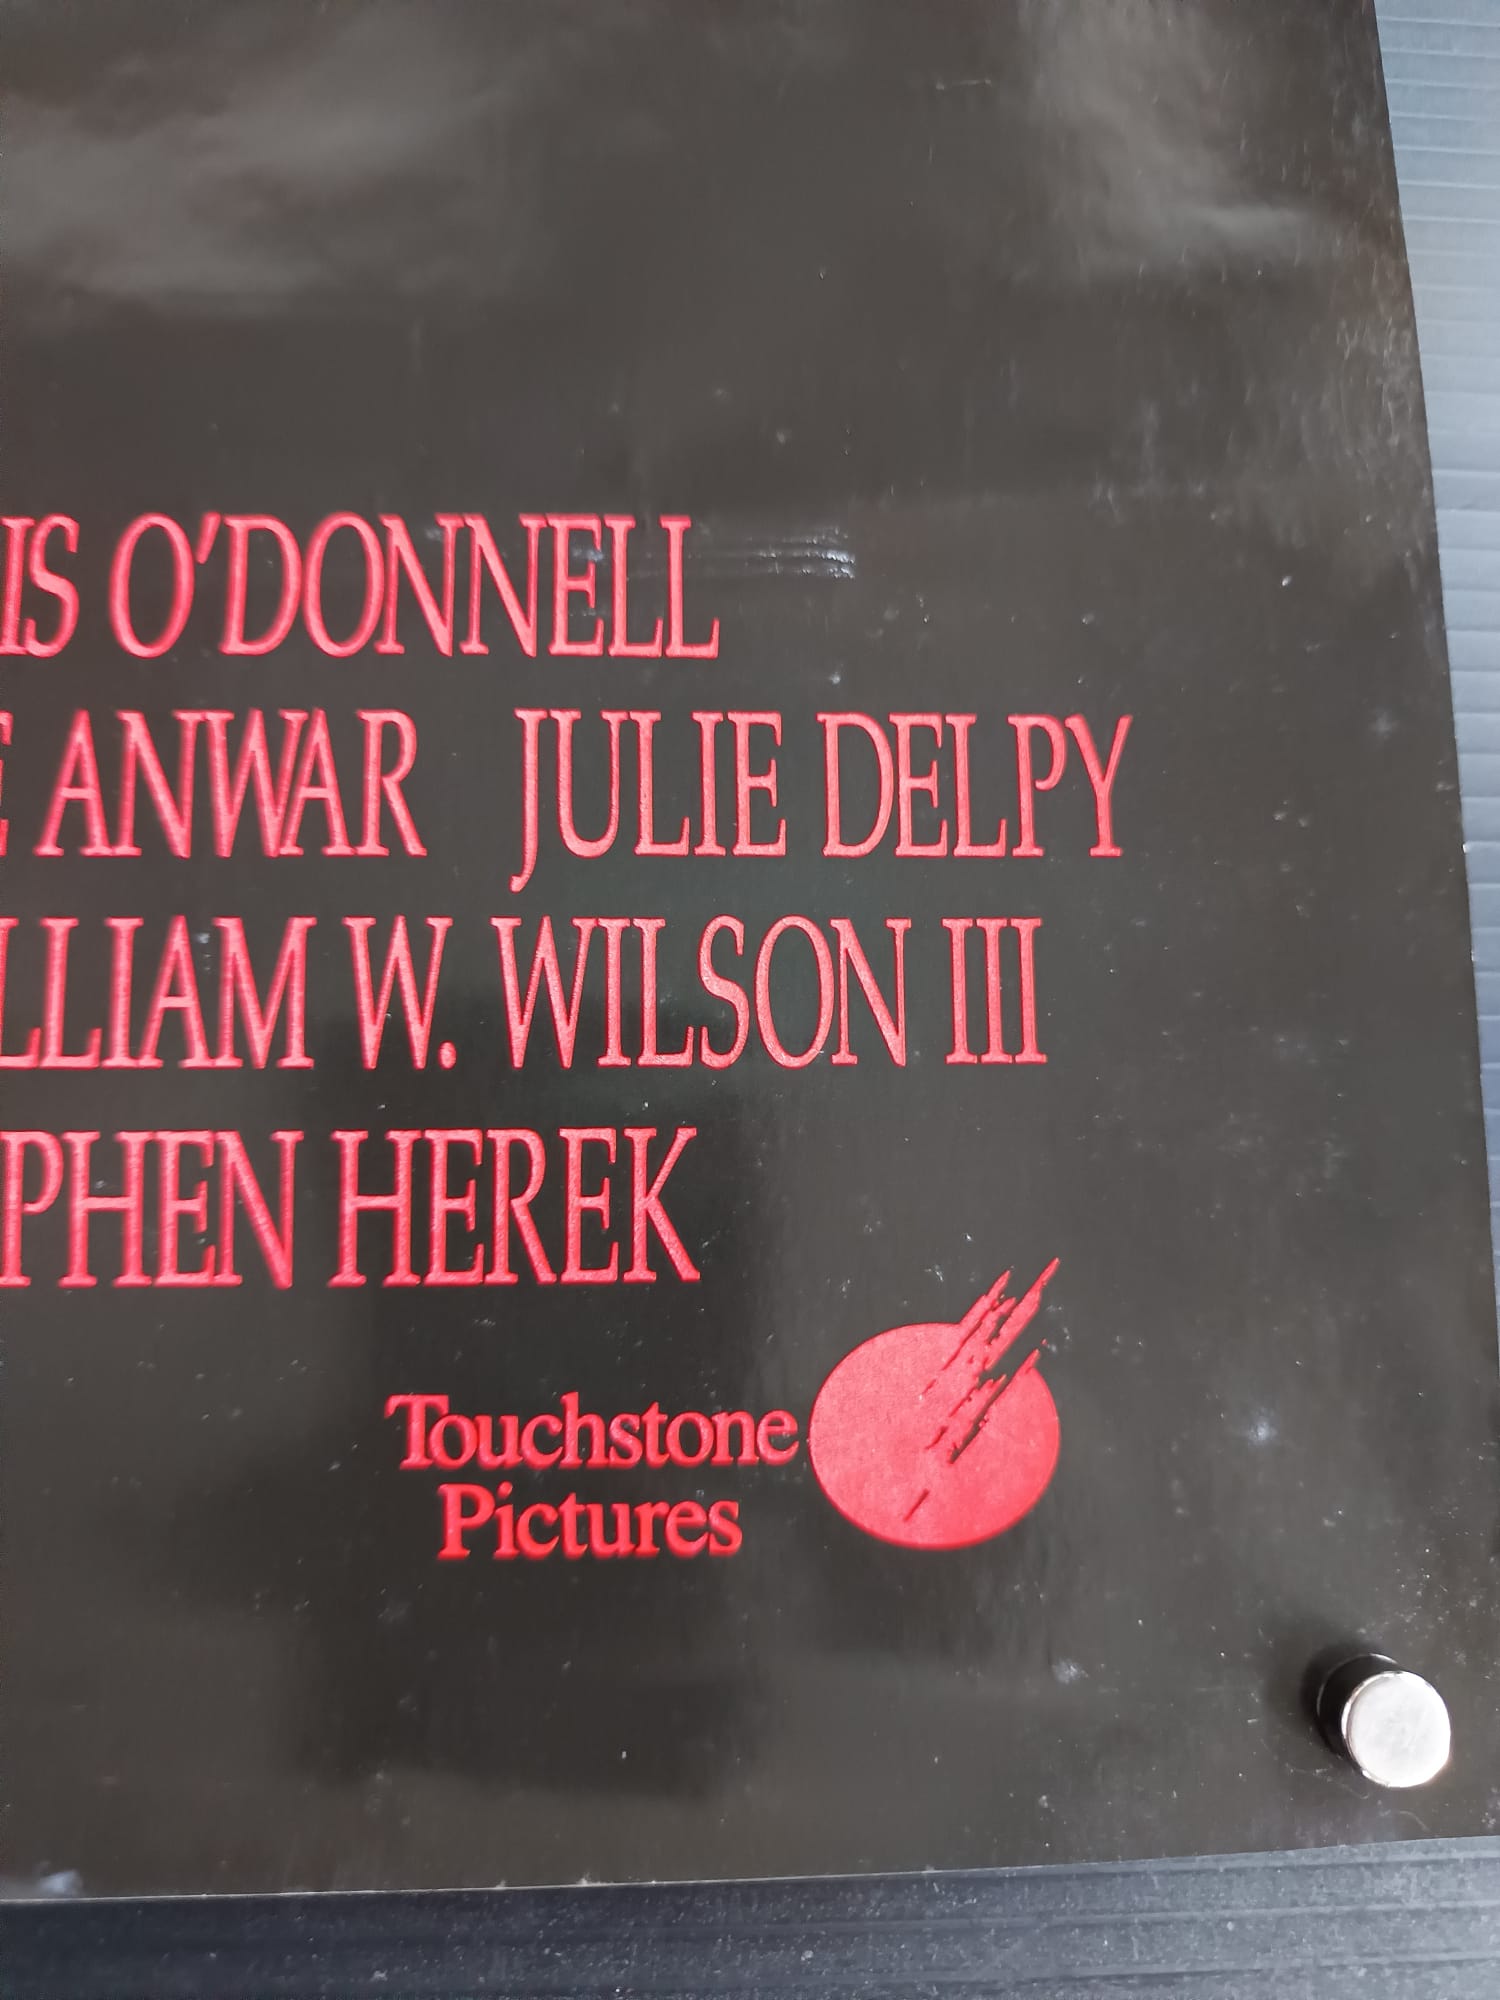 IS O'DONNELL
E ANWAR JULIE DELPY
LLIAM W. WILSON III
PHEN HEREK
Touchstone
Pictures